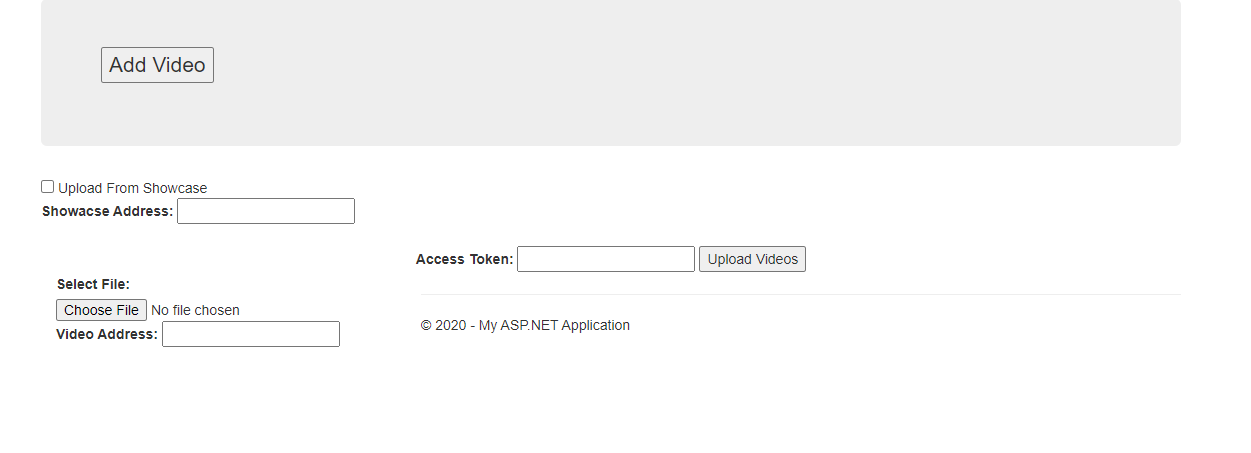 Add Video
Upload From Showcase
Showacse Address:
Access Token: Upload Videos
Select File:
Choose File No file chosen
Video Address:
© 2020 - My ASP.NET Application